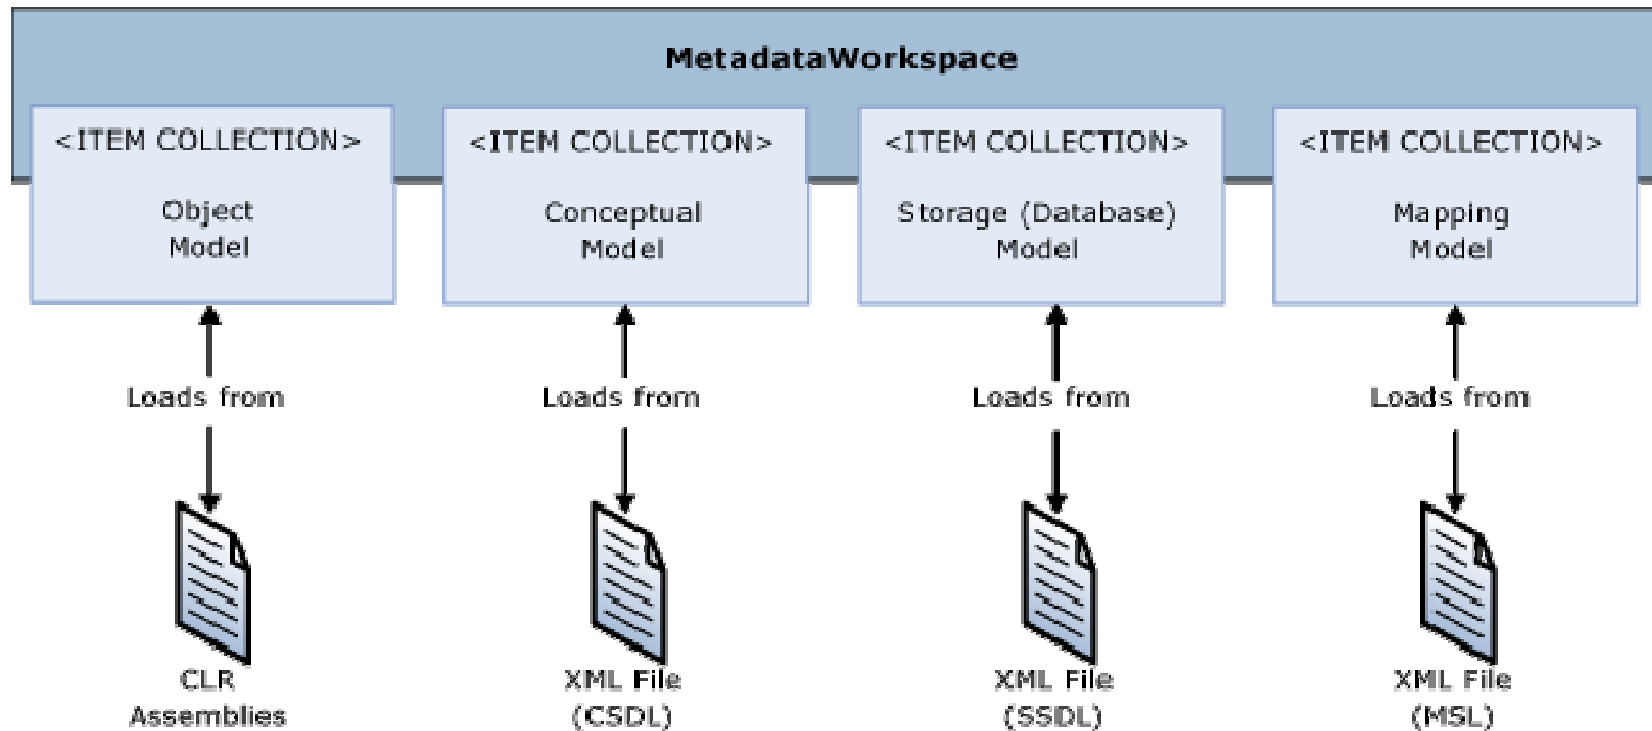 MetadataWorkspace
<ITEM COLLECTION>
Object
Model
<ITEM COLLECTION>
Conceptual
Model
<ITEM COLLECTION>
Storage (Database)
Model
<ITEM COLLECTION>
Mapping
Model
Loads from
Loads from
Loads from
Loads from
CLR
Assemblies
XML File
(CSDL)
XML File
(SSDL)
XML File
(MSL)